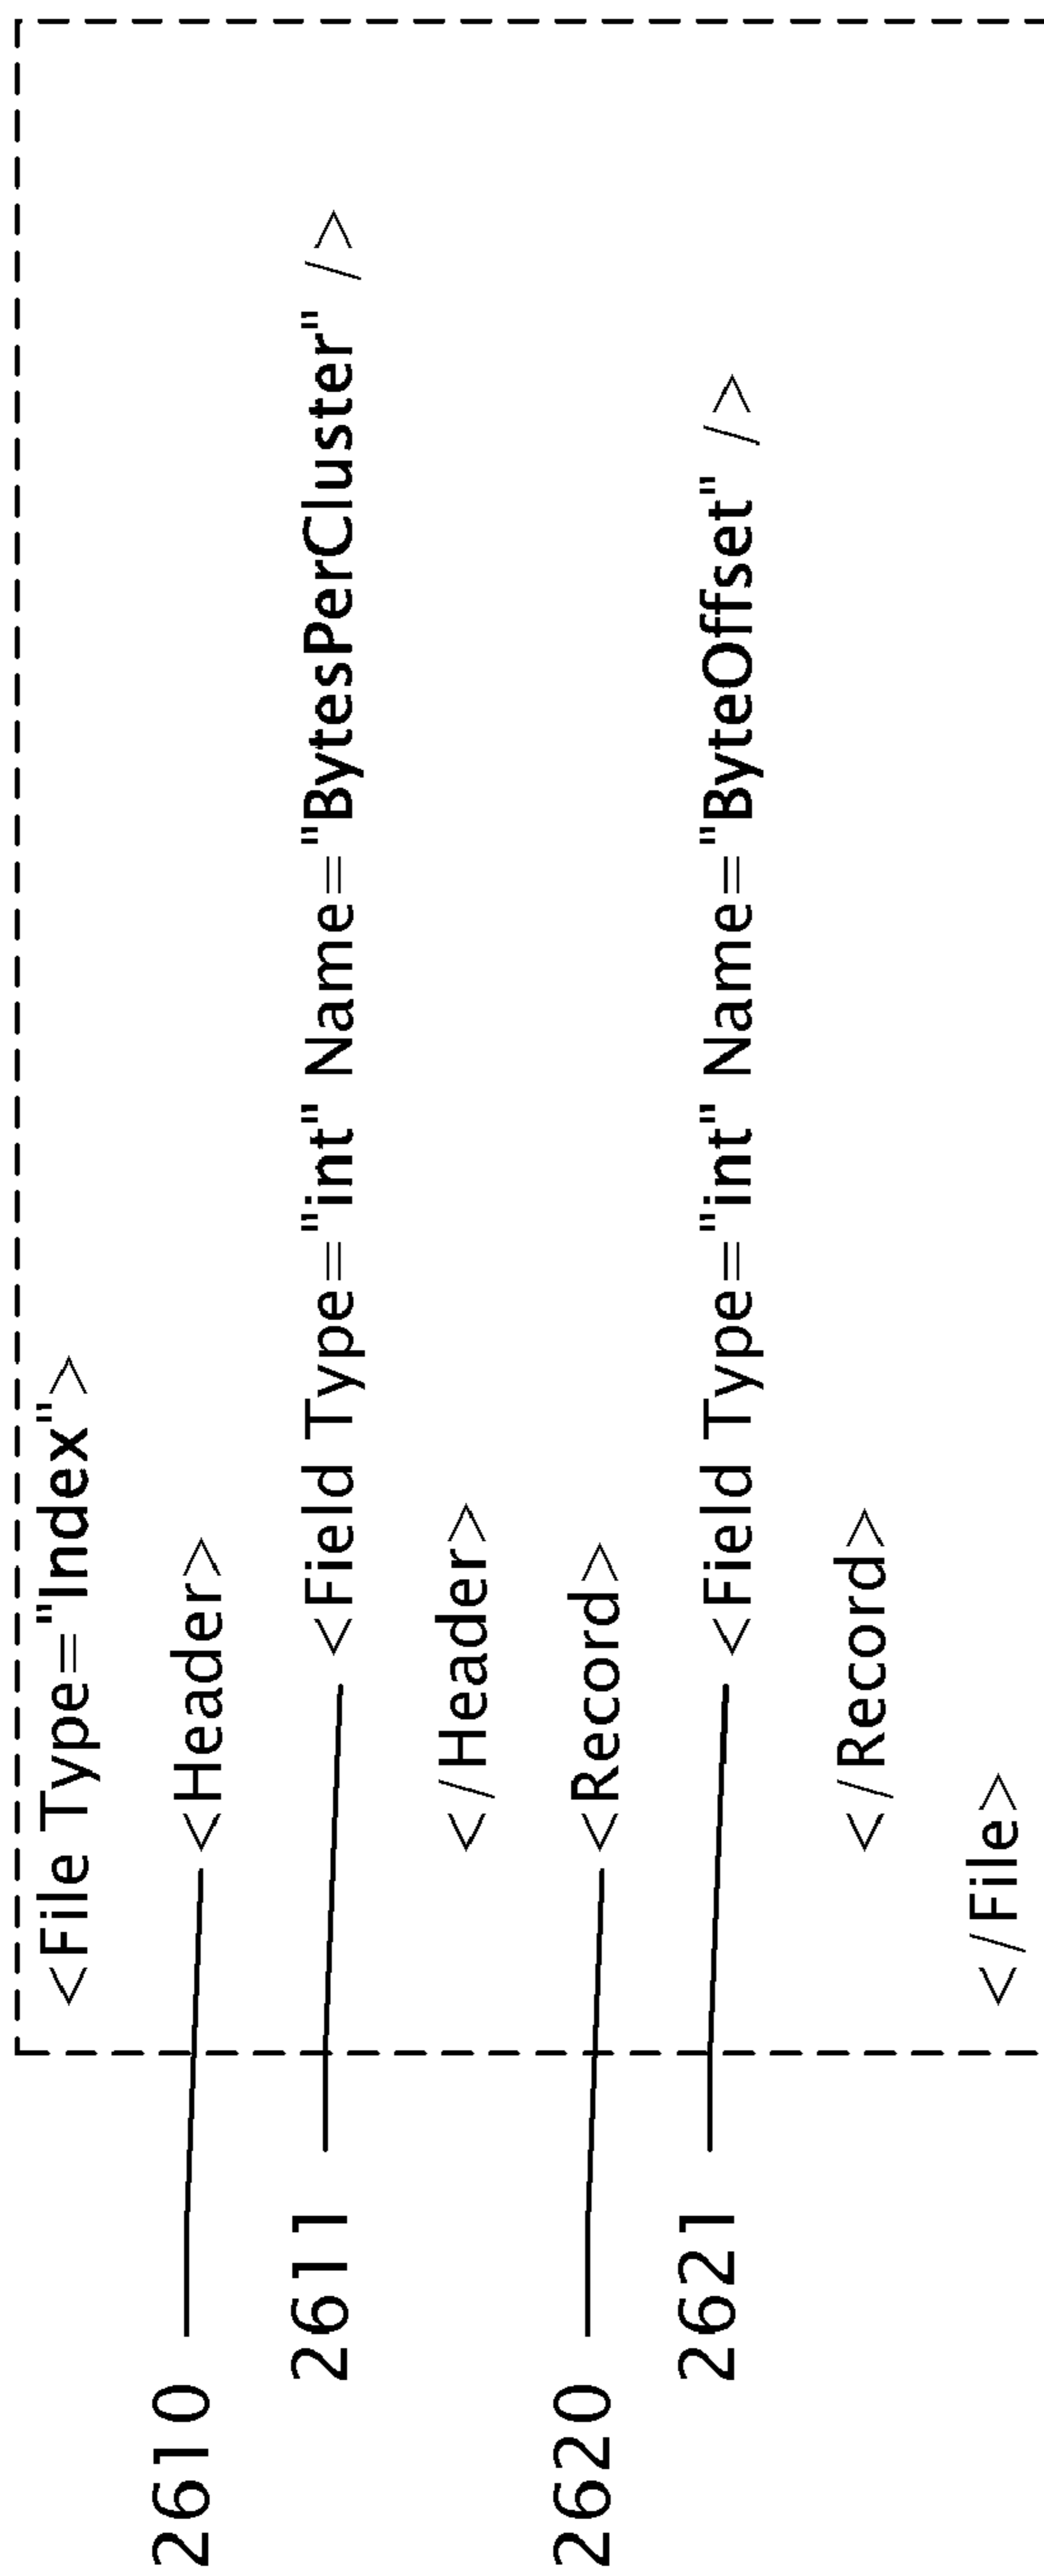 <File Type="Index">
2610 <Header>
2611 <Field Type="int" Name="BytesPerCluster" />
</Header>
2620 <Record>
2621 <Field Type="int" Name="ByteOffset" />
</Record>
</File>